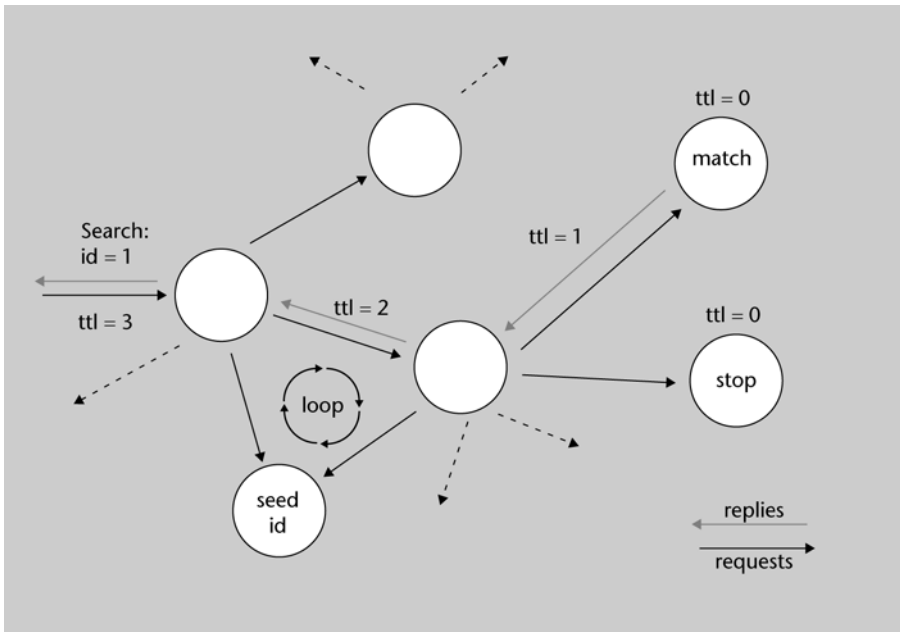 ttl = 0
match
Search:
id = 1
ttl = 1
ttl = 3
ttl = 2
ttl = 0
loop
stop
seed
id
replies
requests